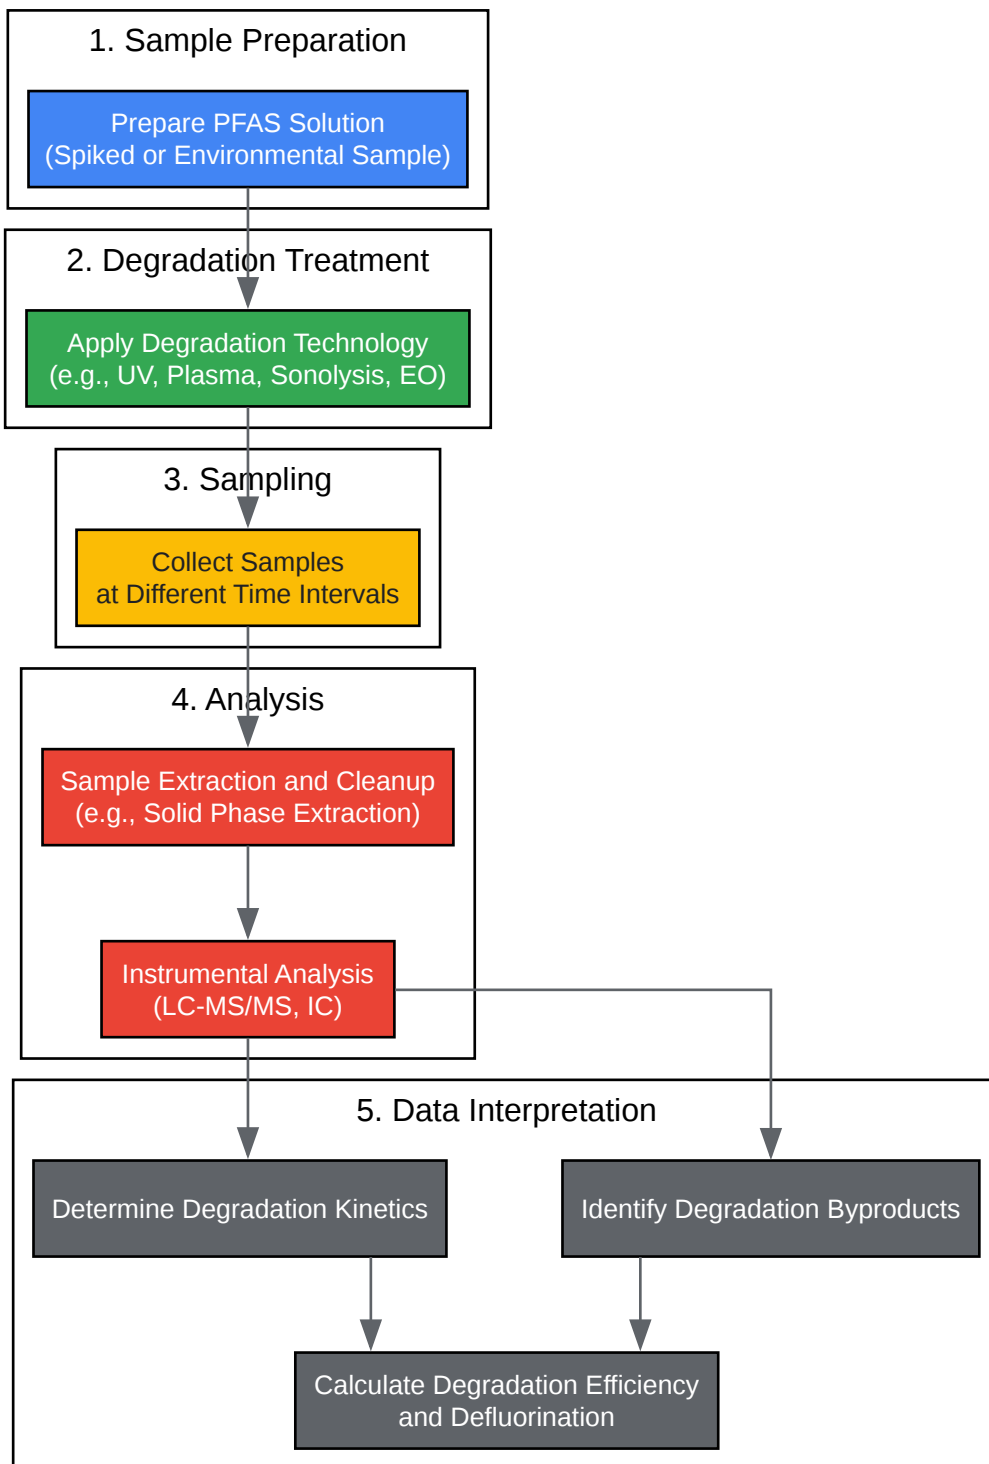 1. Sample Preparation
Prepare PFAS Solution
(Spiked or Environmental Sample)
2. Degradation Treatment
Apply Degradation Technology
(e.g., UV, Plasma, Sonolysis, EO)
3. Sampling
Collect Samples
at Different Time Intervals
4. Analysis
Sample Extraction and Cleanup
(e.g., Solid Phase Extraction)
Instrumental Analysis
(LC-MS/MS, IC)
5. Data Interpretation
Determine Degradation Kinetics
Identify Degradation Byproducts
Calculate Degradation Efficiency
and Defluorination